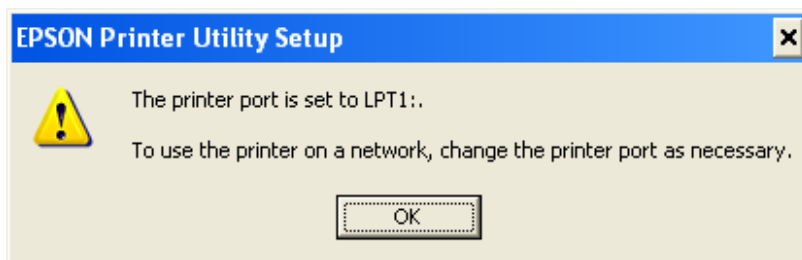 EPSON Printer Utility Setup
The printer port is set to LPT1:.
To use the printer on a network, change the printer port as necessary.
OK